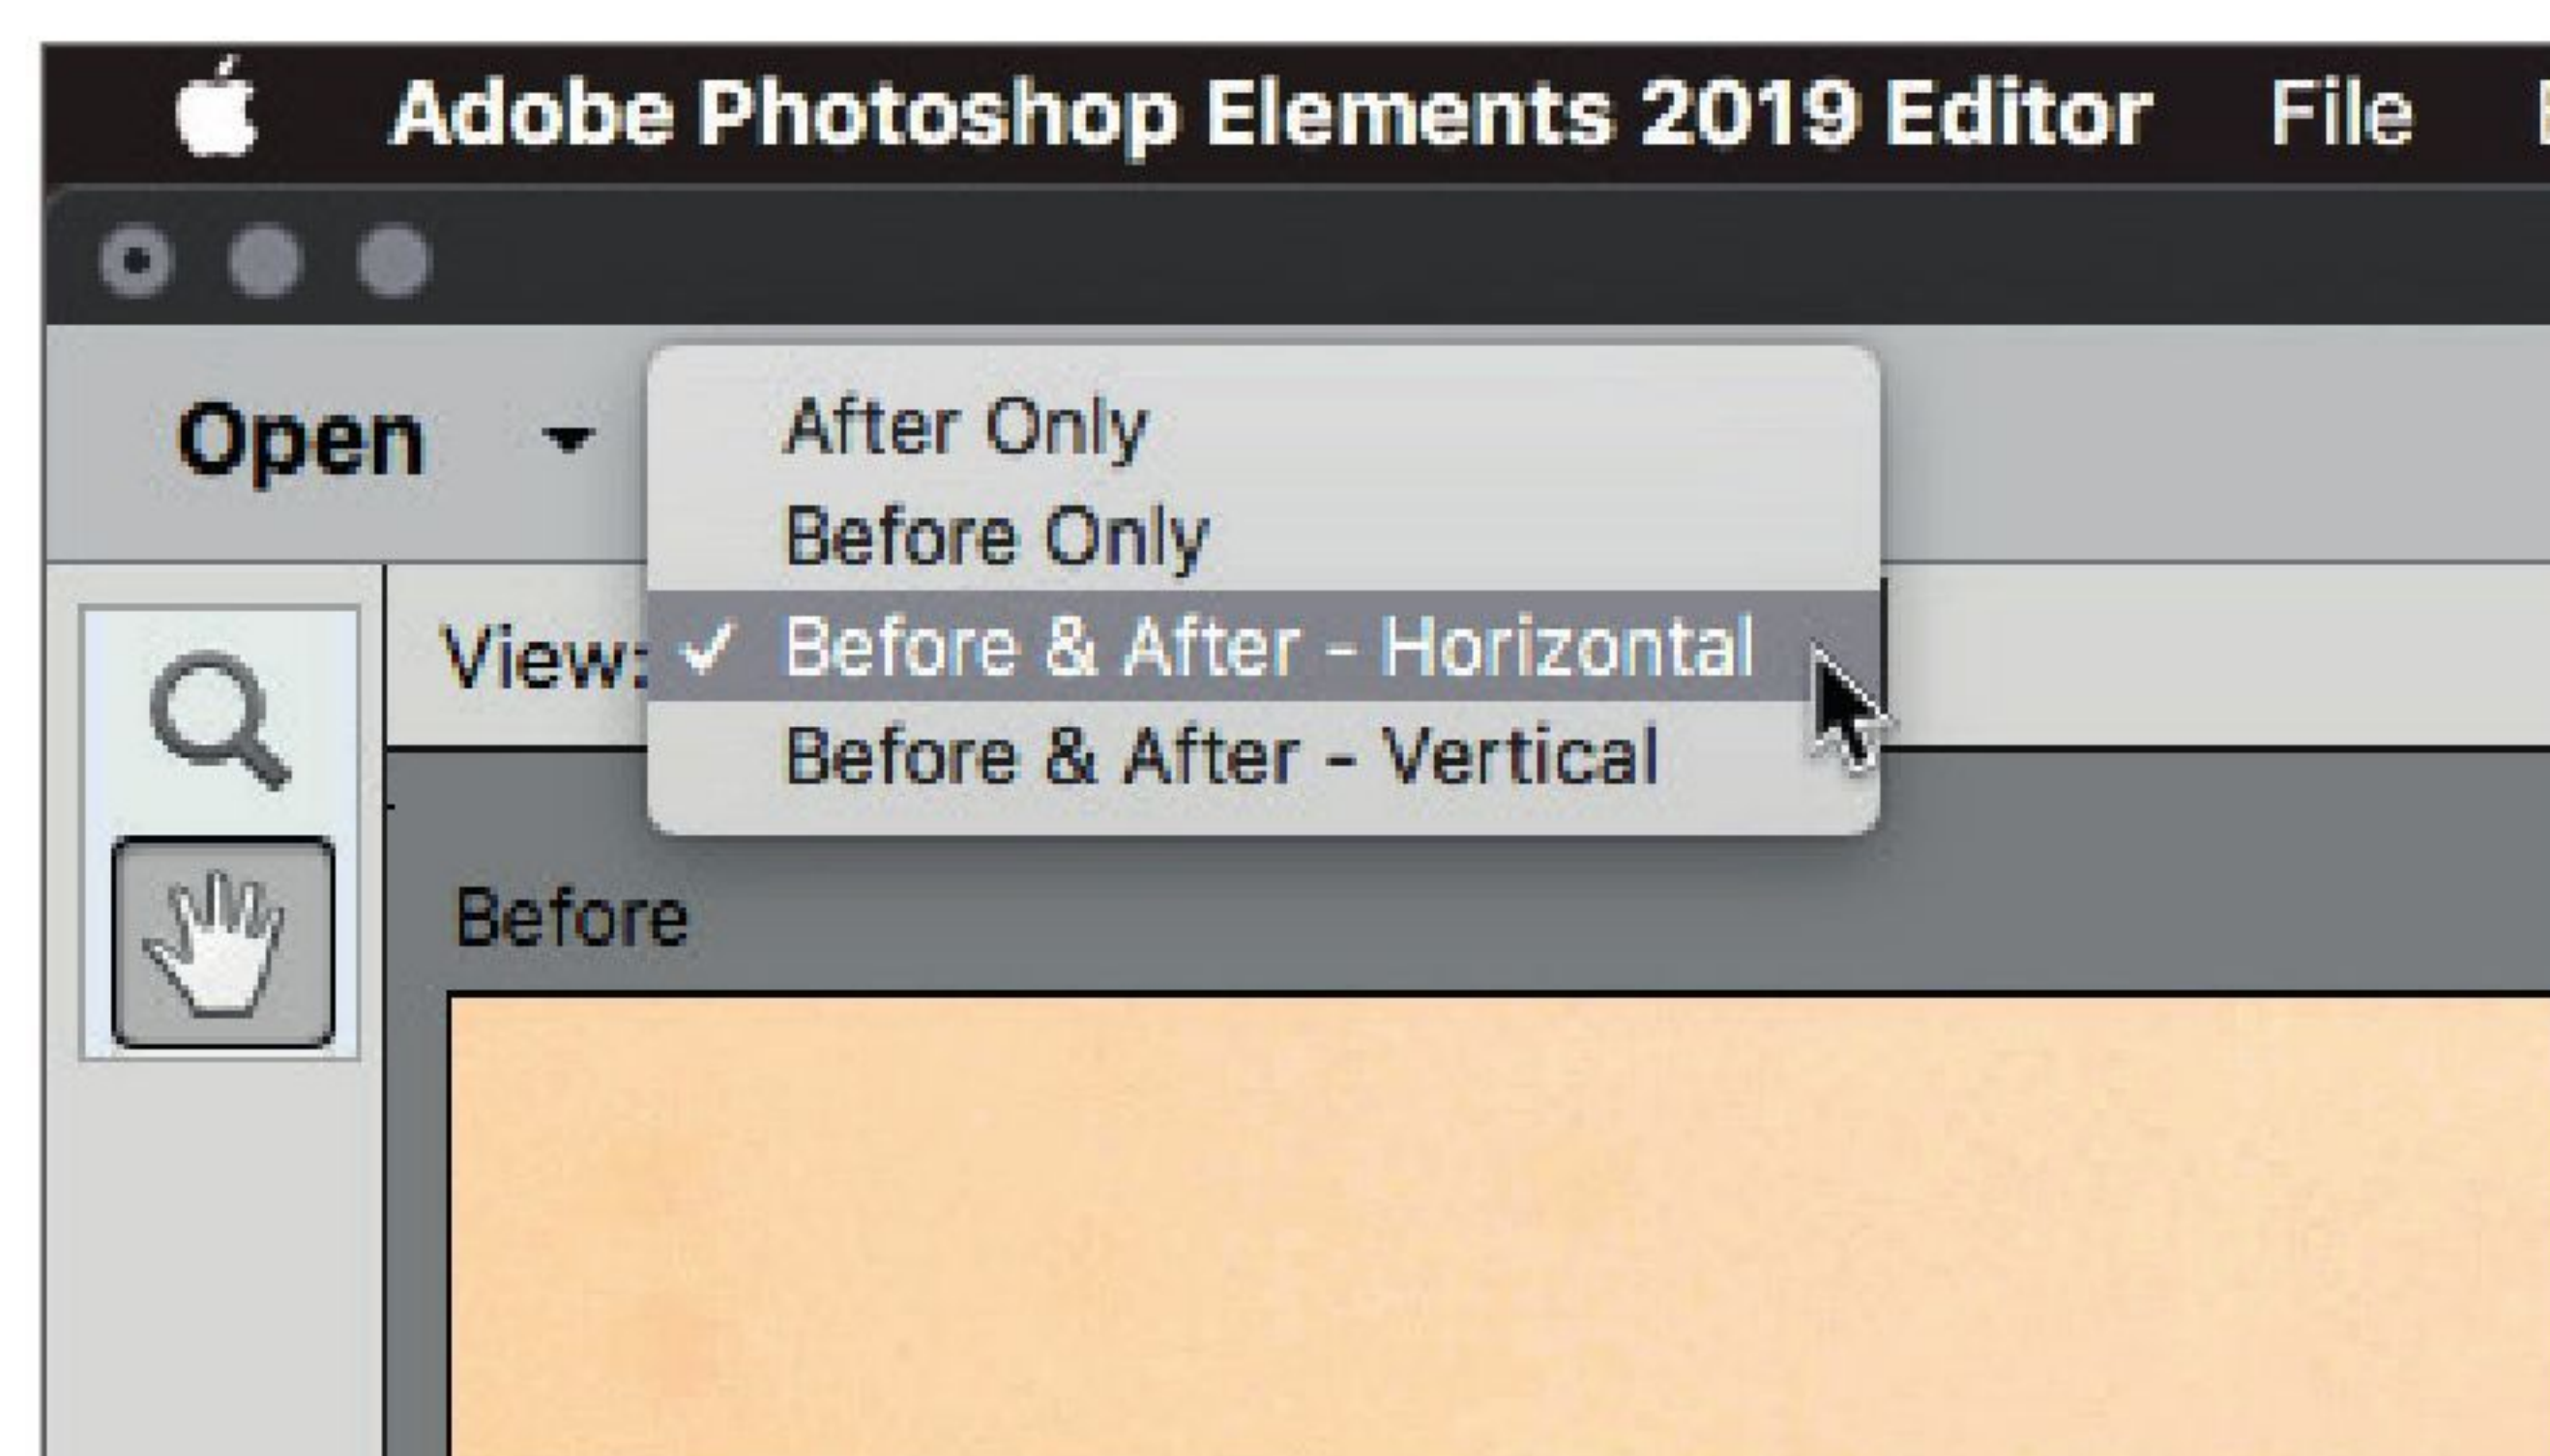 Adobe Photoshop Elements 2019 Editor File
Open
After Only
Before Only
View: ✓ Before & After - Horizontal
Before & After - Vertical
Before